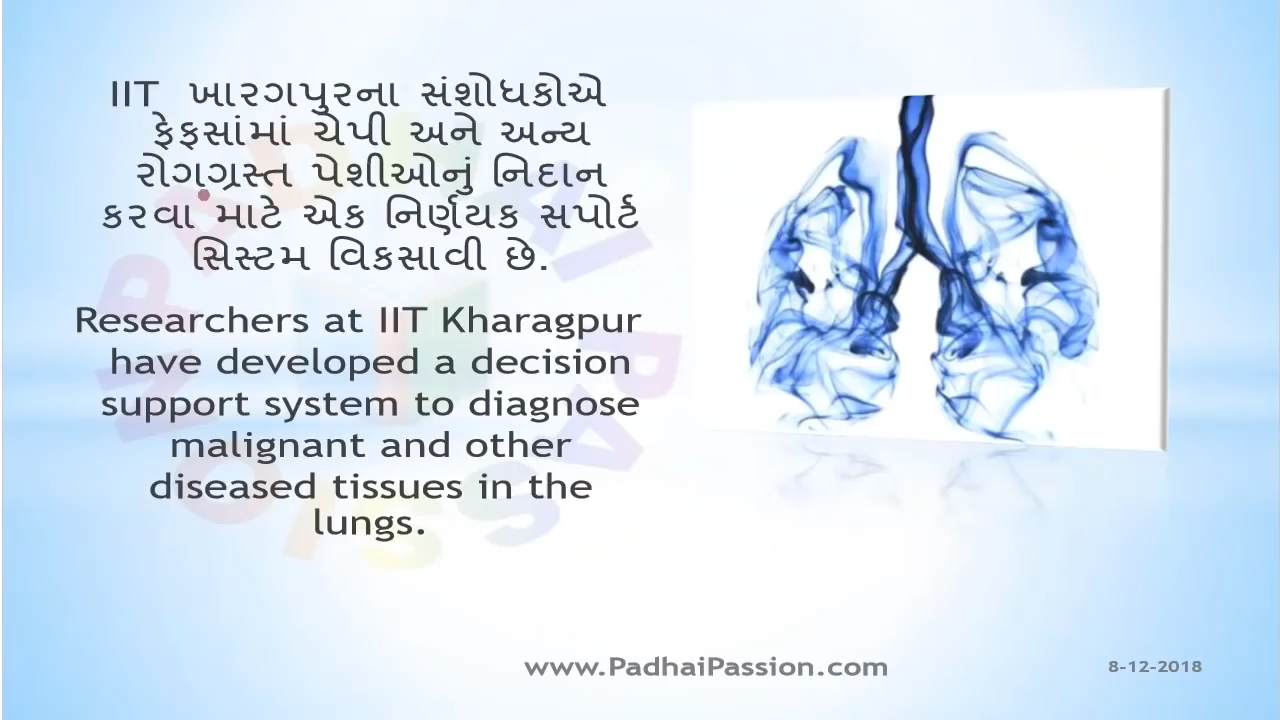 IIT ખારગપુરના સંશોધકોએ
ફેફસાંમાં ચેપી અને અન્ય
રોગગ્રસ્ત પેશીઓનું નિદાન
કરવા માટે એક નિર્ણયક સપોર્ટ
સિસ્ટમ વિકસાવી છે.
Researchers at IIT Kharagpur
have developed a decision
support system to diagnose
malignant and other
diseased tissues in the
lungs.
www.PadhaiPassion.com
8-12-2018